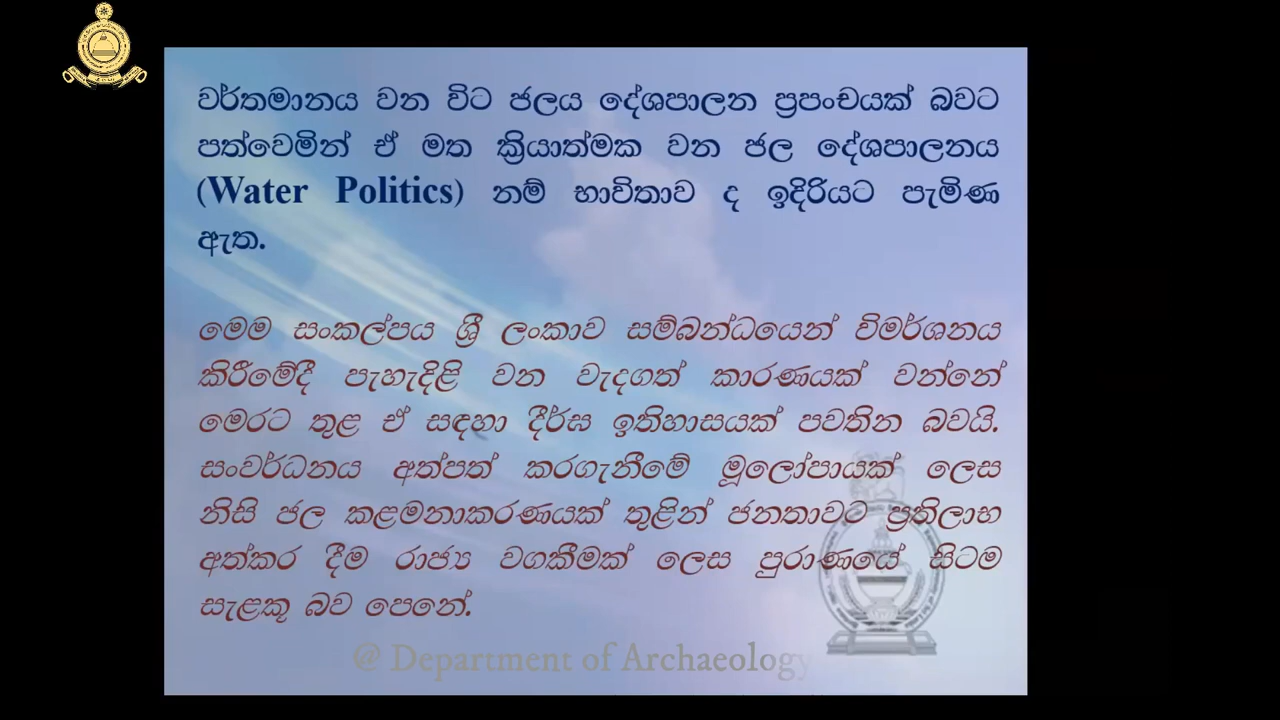 වර්තමානය වන විට ජලය දේශපාලන ප්‍රපංචයක් බවට
පත්වෙමින් ඒ මත ක්‍රියාත්මක වන ජල දේශපාලනය
(Water Politics) නම් භාවිතාව ද ඉදිරියට පැමිණ
ඇත.
මෙම සංකල්පය ශ්‍රී ලංකාව සම්බන්ධයෙන් විමර්ශනය
කිරීමේදී පැහැදිළි වන වැදගත් කාරණයක් වන්නේ
මෙරට තුළ ඒ සඳහා දීර්ඝ ඉතිහාසයක් පවතින බවයි.
සංවර්ධනය අත්පත් කරගැනීමේ මූලෝපායක් ලෙස
නිසි ජල කළමනාකරණයක් තුළින් ජනතාවට ප්‍රතිලාභ
අත්කර දීම රාජ්‍ය වගකීමක් ලෙස පුරාණයේ සිටම
සැළකූ බව පෙනේ.
@ Department of Archaeology